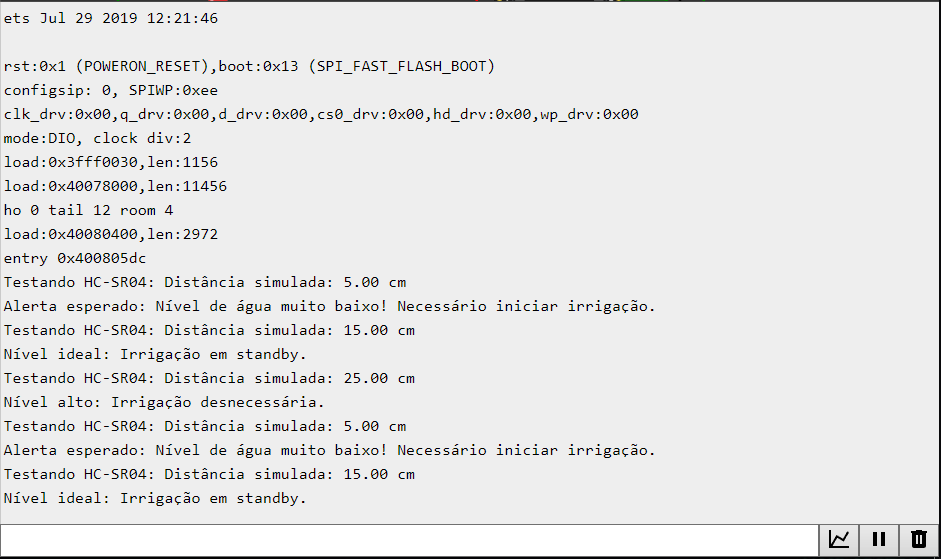 ets Jul 29 2019 12:21:46
rst:0x1 (POWERON_RESET),boot:0x13 (SPI_FAST_FLASH_BOOT)
configsip: 0, SPIWP:0xee
clk_drv:0x00,q_drv:0x00,d_drv:0x00,cs0_drv:0x00,hd_drv:0x00,wp_drv:0x00
mode:DIO, clock div:2
load:0x3fff0030,len:1156
load:0x40078000,len:11456
ho 0 tail 12 room 4
load:0x40080400,len:2972
entry 0x400805dc
Testando HC-SR04: Distância simulada: 5.00 cm
Alerta esperado: Nível de água muito baixo! Necessário iniciar irrigação.
Testando HC-SR04: Distância simulada: 15.00 cm
Nível ideal: Irrigação em standby.
Testando HC-SR04: Distância simulada: 25.00 cm
Nível alto: Irrigação desnecessária.
Testando HC-SR04: Distância simulada: 5.00 cm
Alerta esperado: Nível de água muito baixo! Necessário iniciar irrigação.
Testando HC-SR04: Distância simulada: 15.00 cm
Nível ideal: Irrigação em standby.